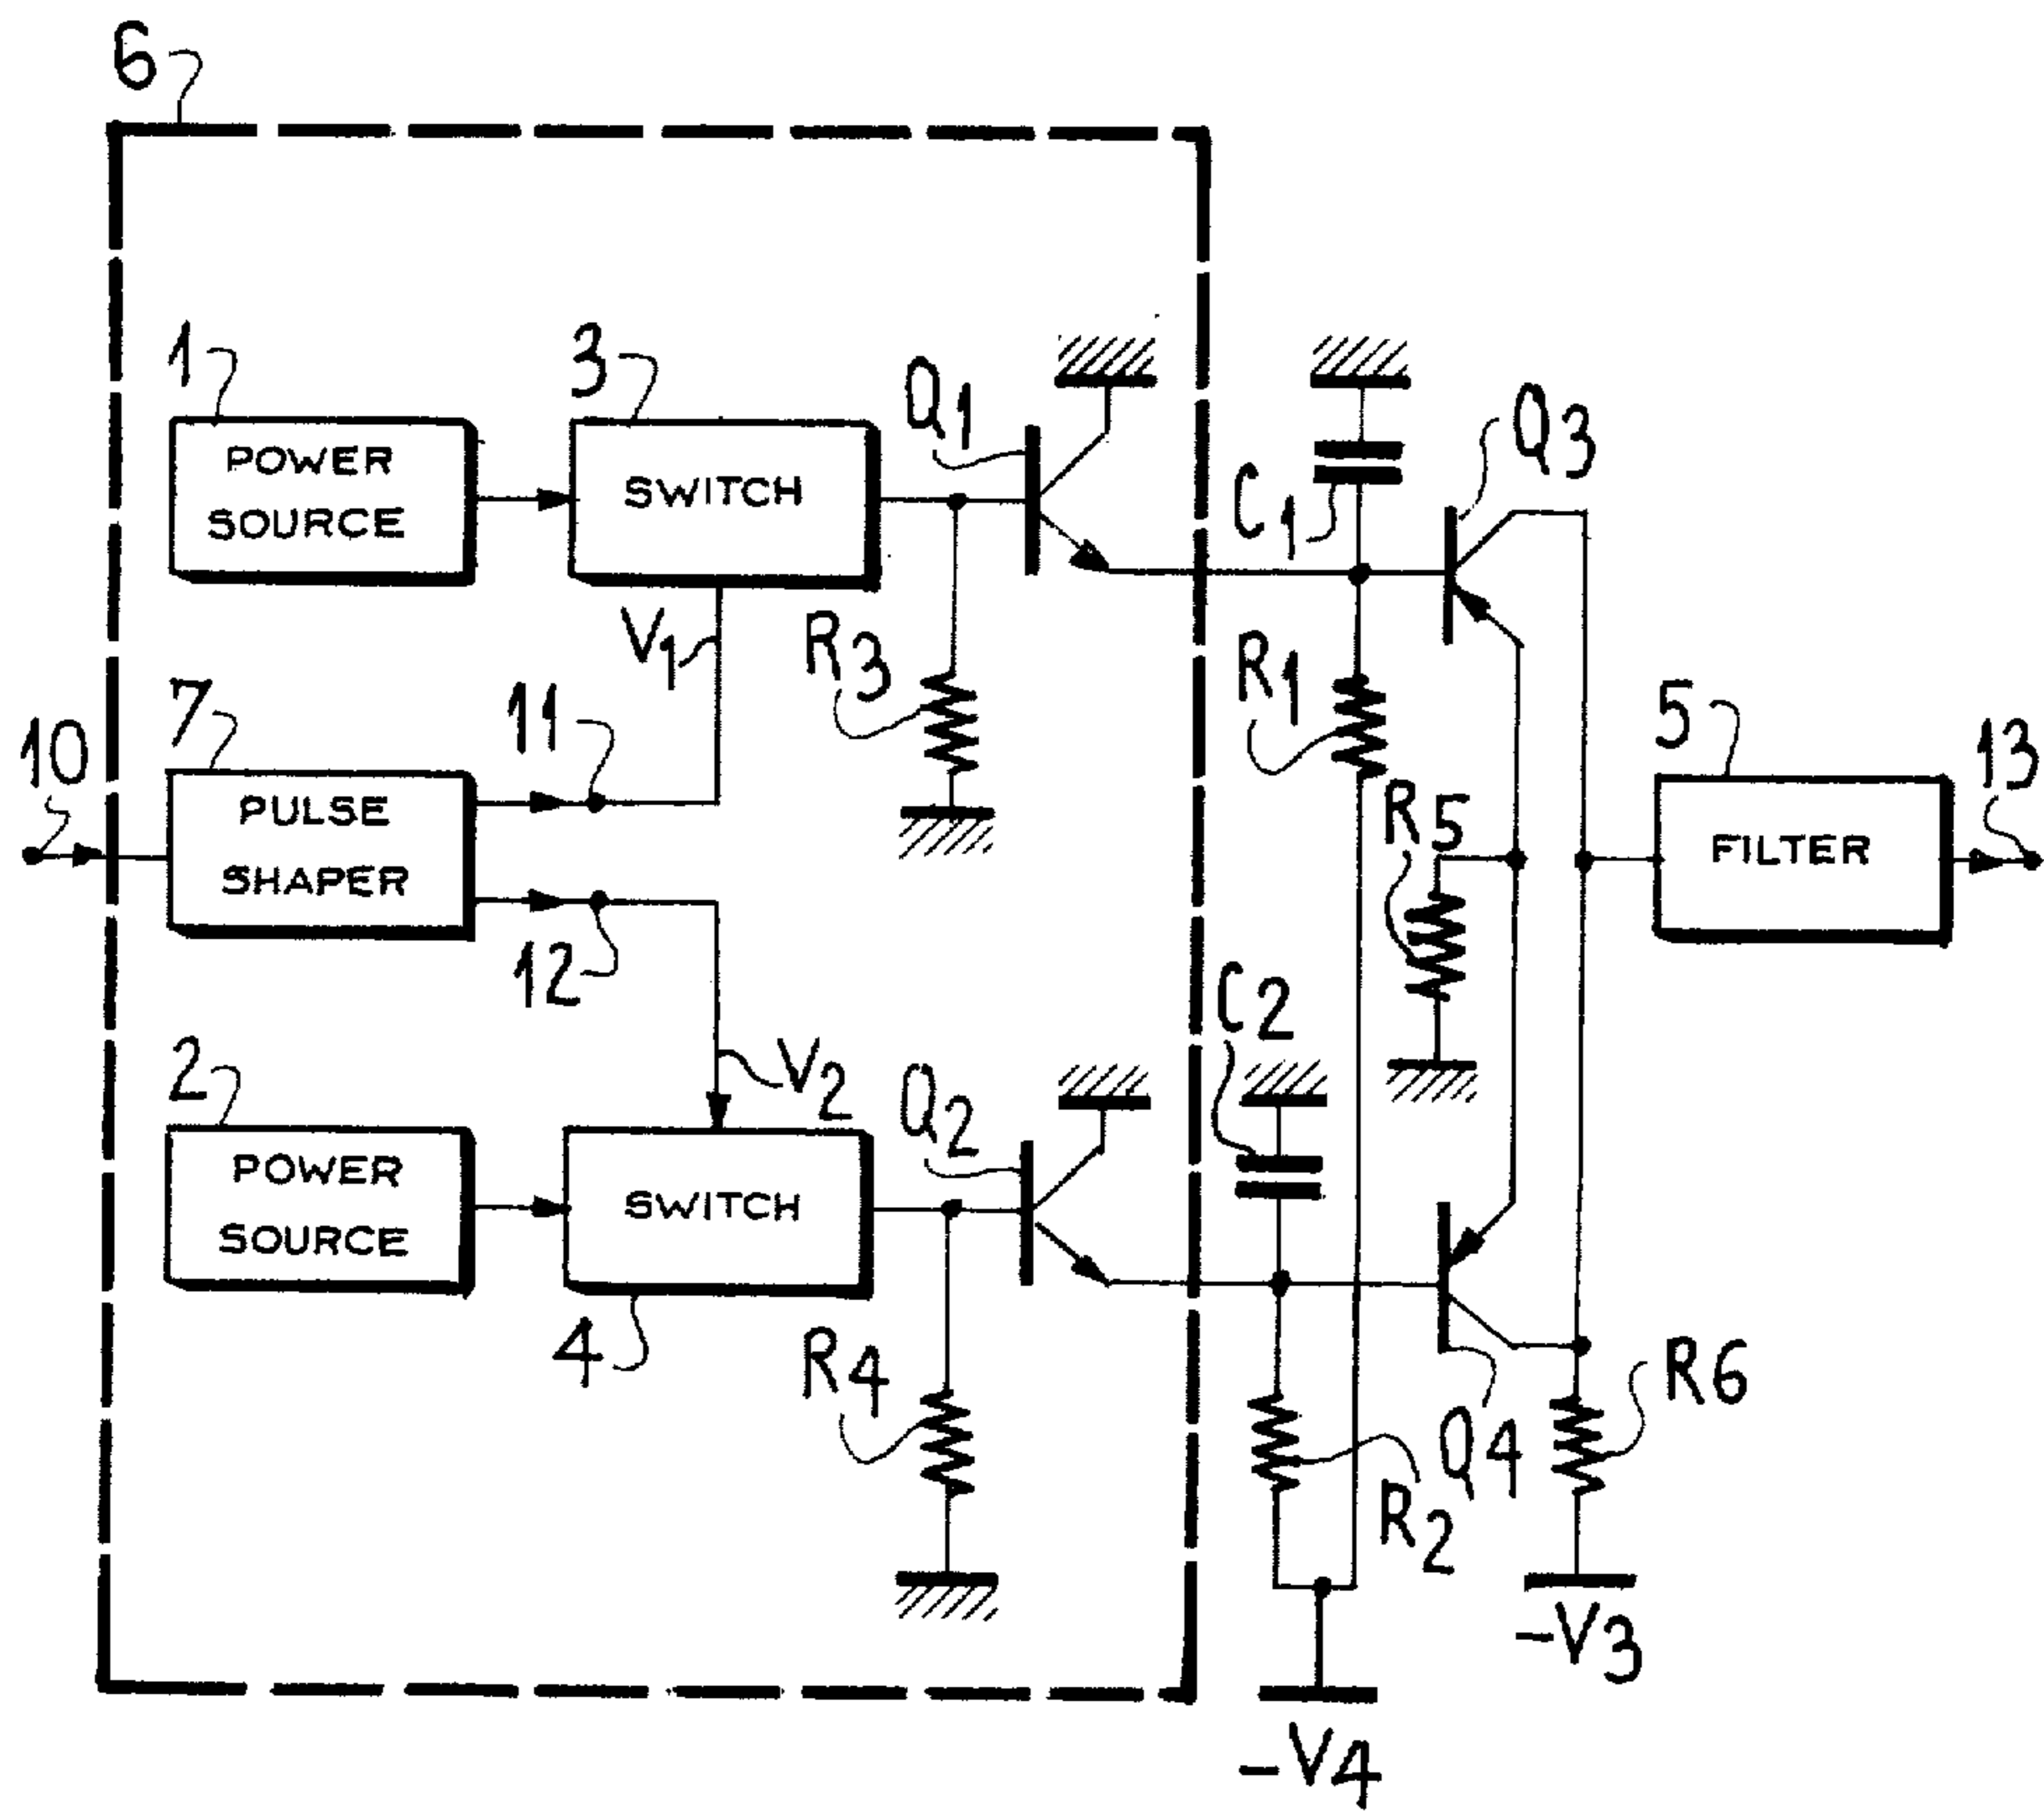 6
1
POWER
SOURCE
3
SWITCH
Q1
C1
Q3
V1
R3
R1
10
7
PULSE
SHAPER
11
12
R5
5
FILTER
13
2
POWER
SOURCE
V2
SWITCH
4
Q2
C2
R4
R2
Q4
R6
-V3
-V4